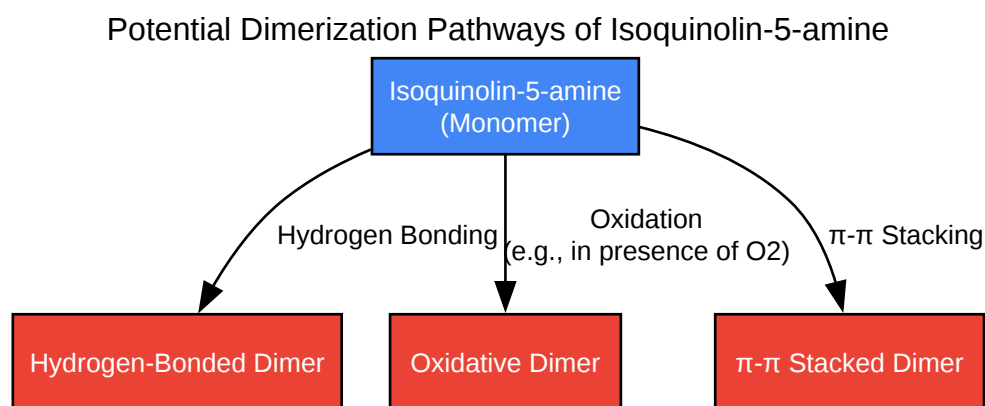 Potential Dimerization Pathways of Isoquinolin-5-amine
Isoquinolin-5-amine
(Monomer)
Hydrogen Bonding
Oxidation
(e.g., in presence of O2)
π-π Stacking
Hydrogen-Bonded Dimer
Oxidative Dimer
π-π Stacked Dimer